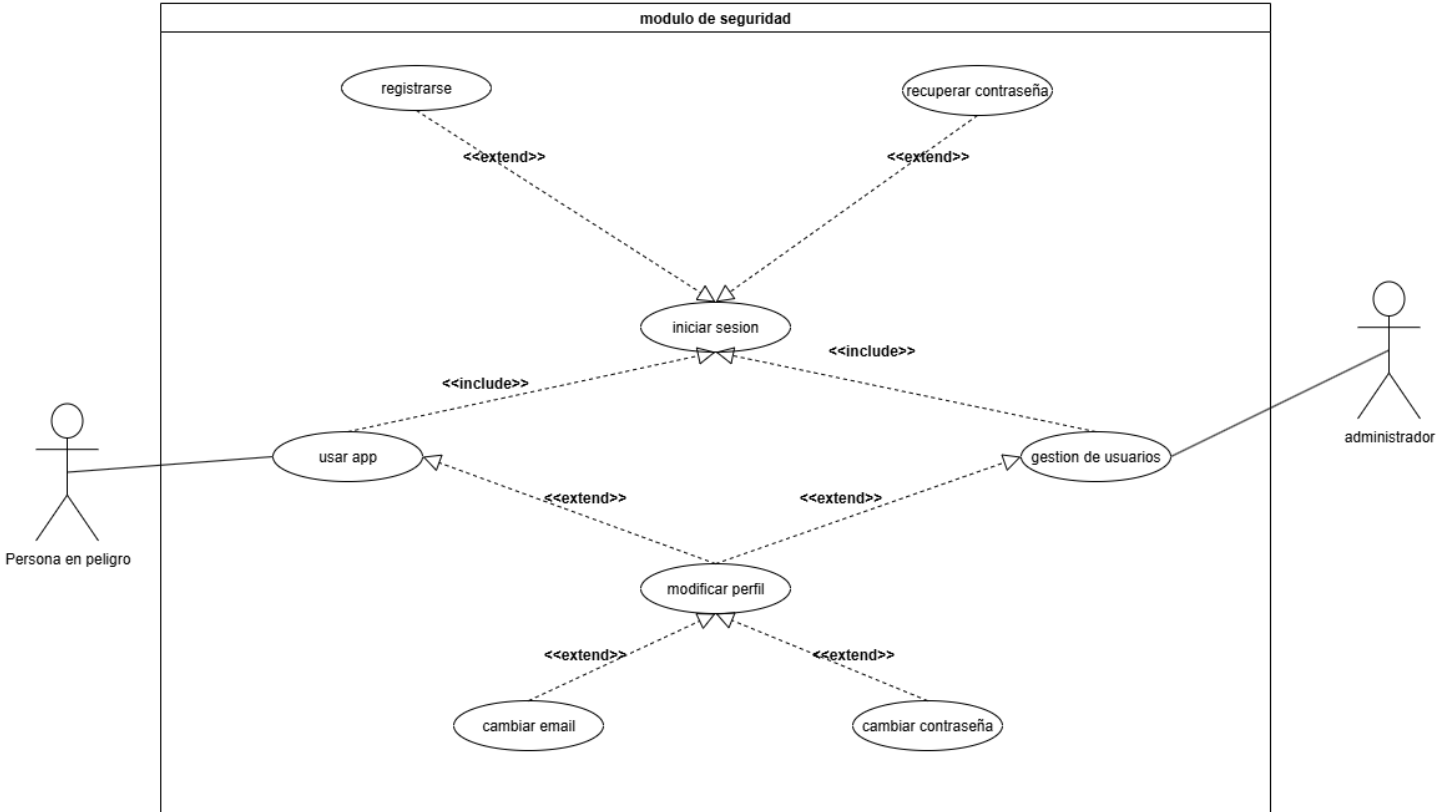 modulo de seguridad
registrarse
recuperar contraseña
<<extend>>
<<extend>>
iniciar sesion
<<include>>
<<include>>
administrador
usar app
gestion de usuarios
<<extend>>
<<extend>>
Persona en peligro
modificar perfil
<<extend>>
<<extend>>
cambiar email
cambiar contraseña